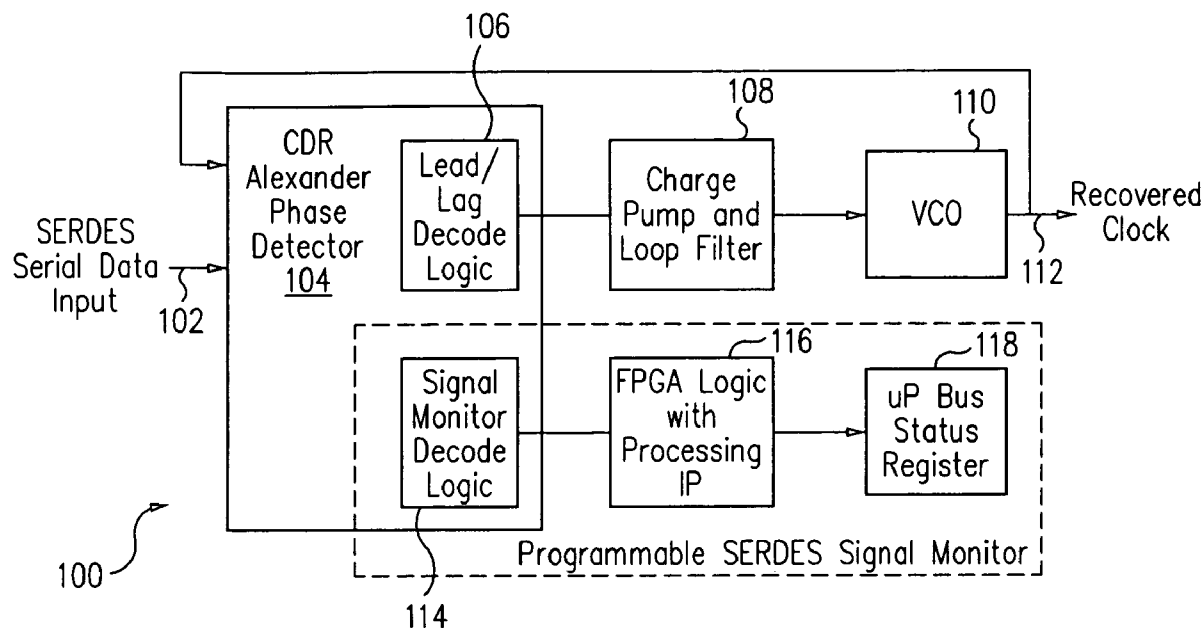 106
108
110
CDR
Alexander
Phase
Detector
104
Lead/
Lag
Decode
Logic
Charge
Pump and
Loop Filter
VCO
Recovered
Clock
112
SERDES
Serial Data
Input
102
116
118
Signal
Monitor
Decode
Logic
FPGA Logic
with
Processing
IP
uP Bus
Status
Register
Programmable SERDES Signal Monitor
100
114